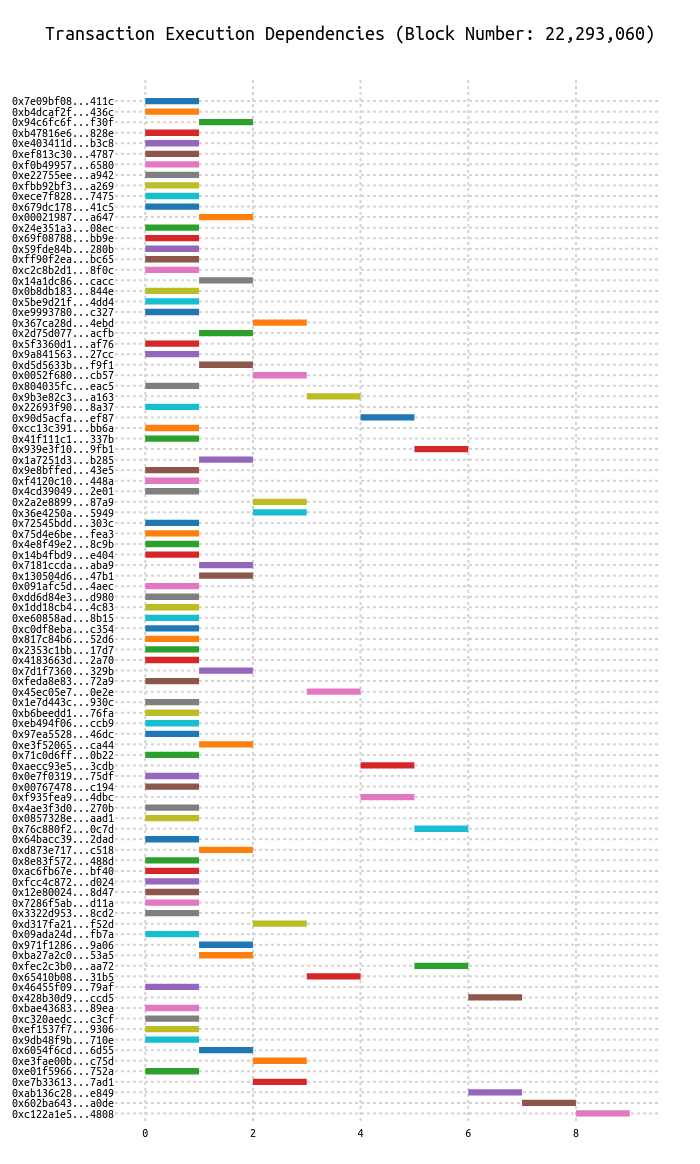 Transaction Execution Dependencies (Block Number: 22,293,060)
0x7e09bf08...411c
0xb4dcaf2f...436c
0x94c6fc6f...f30f
0xb47816e6...828e
0xe403411d...b3c8
0xef813c30...4787
0xf0b49957...6580
0xe22755ee...a942
0xfbb92bf3...a269
0xece7f828...7475
0x679dc178...41c5
0x00021987...a647
0x24e351a3...08ec
0x69f08788...bb9e
0x59fde84b...280b
0xff90f2ea...bc65
0xc2c8b2d1...8f0c
0x14a1dc86...cacc
0x0b8db183...844e
0x5be9d21f...4dd4
0xe9993780...c327
0x367ca28d...4ebd
0x2d75d077...acfb
0x5f3360d1...af76
0x9a841563...27cc
0xd5d5633b...f9f1
0x0052f680...cb57
0x804035fc...eac5
0x9b3e82c3...a163
0x22693f90...8a37
0x90d5acfa...ef87
0xcc13c391...bb6a
0x41f111c1...337b
0x939e3f10...9fb1
0x1a7251d3...b285
0x9e8bffed...43e5
0xf4120c10...448a
0x4cd39049...2e01
0x2a2e8899...87a9
0x36e4250a...5949
0x72545bdd...303c
0x75d4e6be...fea3
0x4e8f49e2...8c9b
0x14b4fbd9...e404
0x7181ccda...aba9
0x130504d6...47b1
0x091afc5d...4aec
0xdd6d84e3...d980
0x1dd18cb4...4c83
0xe60858ad...8b15
0xc0df8eba...c354
0x817c84b6...52d6
0x2353c1bb...17d7
0x4183663d...2a70
0x7d1f7360...329b
0xfeda8e83...72a9
0x45ec05e7...0e2e
0x1e7d443c...930c
0xb6beedd1...76fa
0xeb494f06...ccb9
0x97ea5528...46dc
0xe3f52065...ca44
0x71c0d6ff...0b22
0xaecc93e5...3cdb
0x0e7f0319...75df
0x00767478...c194
0xf935fea9...4dbc
0x4ae3f3d0...270b
0x0857328e...aad1
0x76c880f2...0c7d
0x64bacc39...2dad
0xd873e717...c518
0x8e83f572...488d
0xac6fb67e...bf40
0xfcc4c872...d024
0x12e80024...8d47
0x7286f5ab...d11a
0x3322d953...8cd2
0xd317fa21...f52d
0x09ada24d...fb7a
0x971f1286...9a06
0xba27a2c0...53a5
0xfec2c3b0...aa72
0x65410b08...31b5
0x46455f09...79af
0x428b30d9...ccd5
0xbae43683...89ea
0xc320aedc...c3cf
0xef1537f7...9306
0x9db48f9b...710e
0x6054f6cd...6d55
0xe3fae00b...c75d
0xe01f5966...752a
0xe7b33613...7ad1
0xab136c28...e849
0x602ba643...a0de
0xc122a1e5...4808
0 2 4 6 8